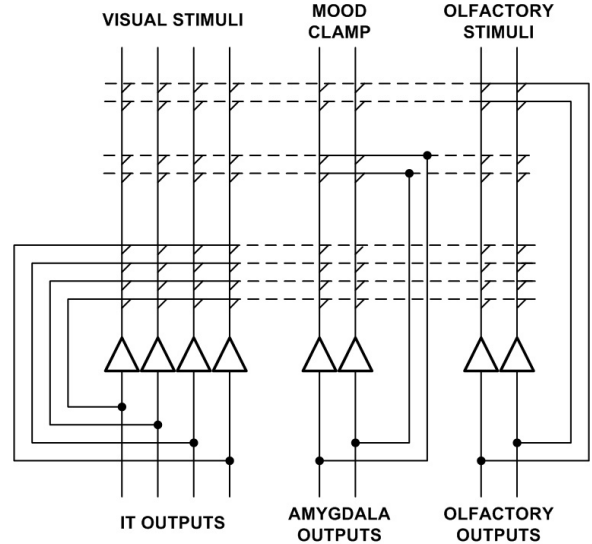 VISUAL STIMULI
MOOD
CLAMP
OLFACTORY
STIMULI
IT OUTPUTS
AMYGDALA
OUTPUTS
OLFACTORY
OUTPUTS